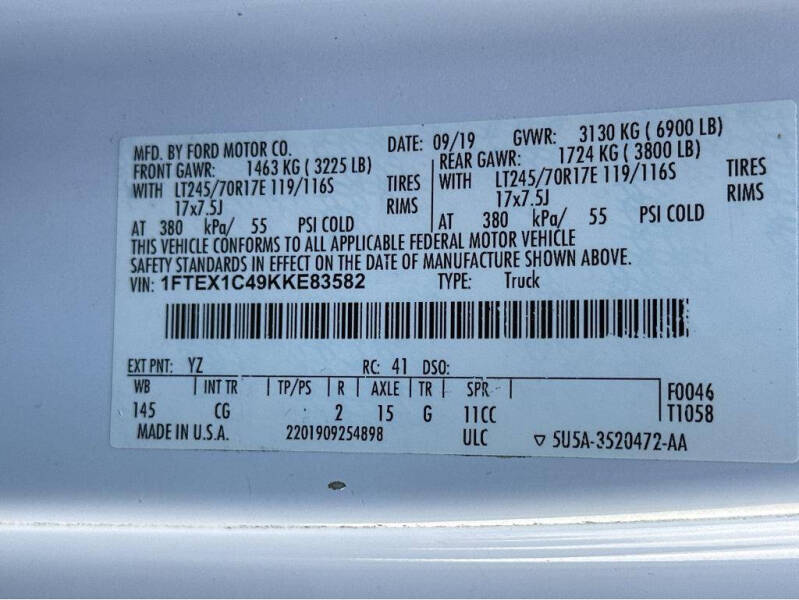 MFD. BY FORD MOTOR CO. DATE: 09/19 GVWR: 3130 KG ( 6900 LB)
FRONT GAWR: 1463 KG ( 3225 LB) REAR GAWR: 1724 KG ( 3800 LB)
WITH LT245/70R17E 119/116S TIRES WITH LT245/70R17E 119/116S TIRES
17x7.5J RIMS 17x7.5J RIMS
AT 380 kPa/ 55 PSI COLD AT 380 kPa/ 55 PSI COLD
THIS VEHICLE CONFORMS TO ALL APPLICABLE FEDERAL MOTOR VEHICLE
SAFETY STANDARDS IN EFFECT ON THE DATE OF MANUFACTURE SHOWN ABOVE.
VIN: 1FTEX1C49KKE83582 TYPE: Truck
EXT PNT: YZ RC: 41 DSO:
WB INT TR TP/PS R AXLE TR SPR F0046
145 CG 2 15 G 11CC T1058
MADE IN U.S.A. 2201909254898 ULC ▽ 5U5A-3520472-AA